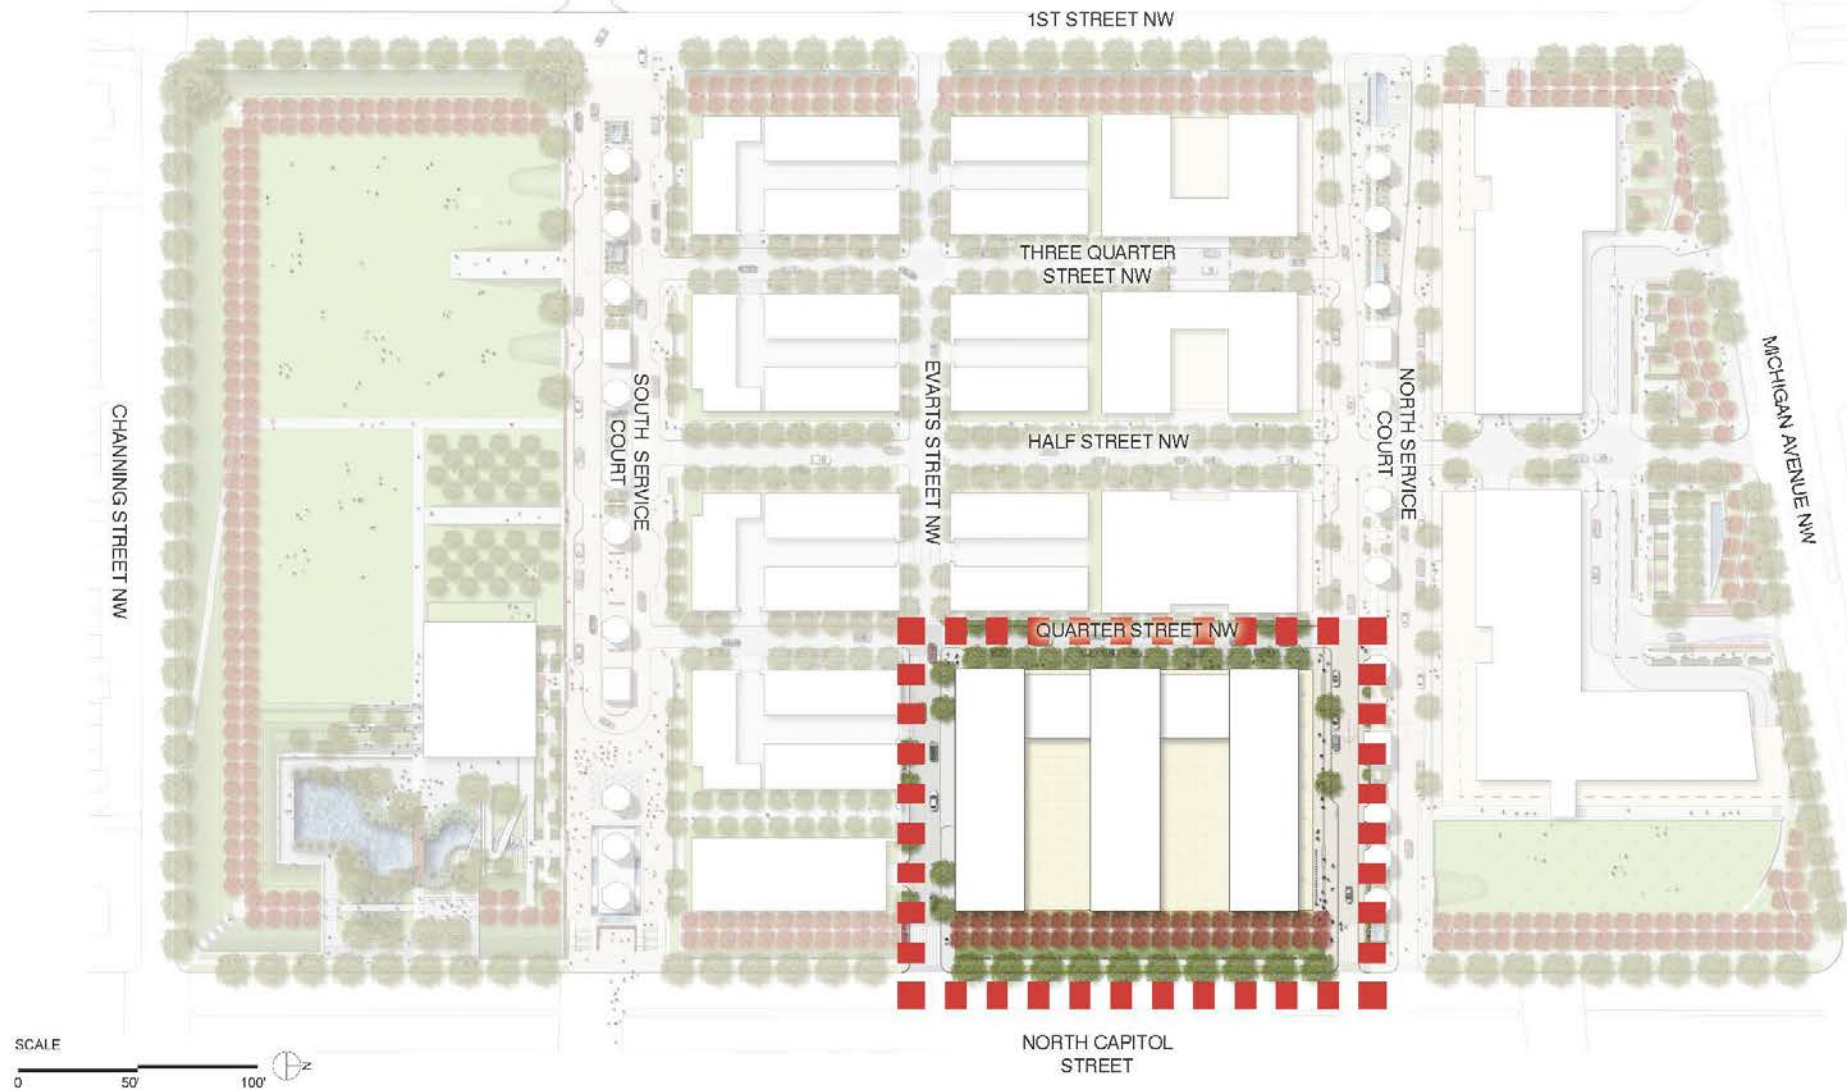 1ST STREET NW
THREE QUARTER
STREET NW
HALF STREET NW
QUARTER STREET NW
CHANNING STREET NW
SOUTH SERVICE
COURT
EVARTS STREET NW
NORTH SERVICE
COURT
MICHIGAN AVENUE NW
NORTH CAPITOL
STREET
SCALE
0 50' 100'
N